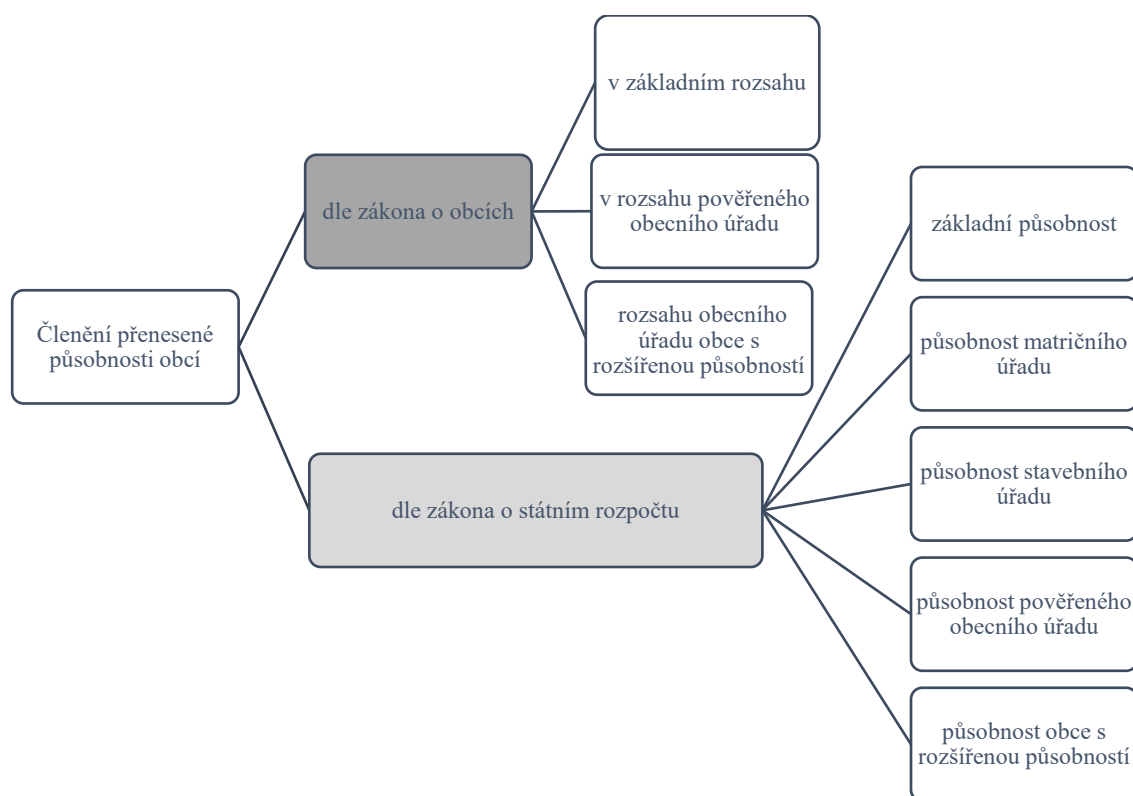 Členění přenesené
působnosti obcí
dle zákona o obcích
v základním rozsahu
v rozsahu pověřeného
obecního úřadu
rozsahu obecního
úřadu obce s
rozšířenou působností
dle zákona o státním rozpočtu
základní působnost
působnost matričního
úřadu
působnost stavebního
úřadu
působnost pověřeného
obecního úřadu
působnost obce s
rozšířenou působností